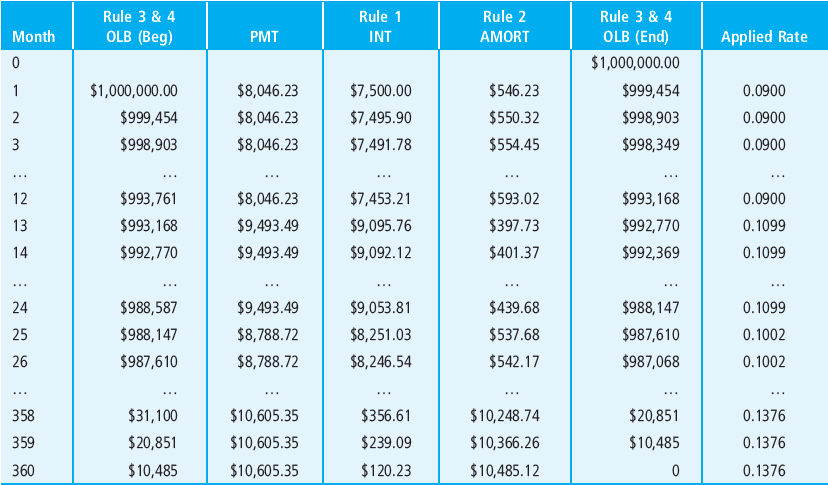 Rule 3 & 4 Rule 1 Rule 2 Rule 3 & 4
Month OLB (Beg) PMT INT AMORT OLB (End) Applied Rate
0 $1,000,000.00
1 $1,000,000.00 $8,046.23 $7,500.00 $546.23 $999,454 0.0900
2 $999,454 $8,046.23 $7,495.90 $550.32 $998,903 0.0900
3 $998,903 $8,046.23 $7,491.78 $554.45 $998,349 0.0900
... ... ... ... ... ... ...
12 $993,761 $8,046.23 $7,453.21 $593.02 $993,168 0.0900
13 $993,168 $9,493.49 $9,095.76 $397.73 $992,770 0.1099
14 $992,770 $9,493.49 $9,092.12 $401.37 $992,369 0.1099
... ... ... ... ... ... ...
24 $988,587 $9,493.49 $9,053.81 $439.68 $988,147 0.1099
25 $988,147 $8,788.72 $8,251.03 $537.68 $987,610 0.1002
26 $987,610 $8,788.72 $8,246.54 $542.17 $987,068 0.1002
... ... ... ... ... ... ...
358 $31,100 $10,605.35 $356.61 $10,248.74 $20,851 0.1376
359 $20,851 $10,605.35 $239.09 $10,366.26 $10,485 0.1376
360 $10,485 $10,605.35 $120.23 $10,485.12 0 0.1376